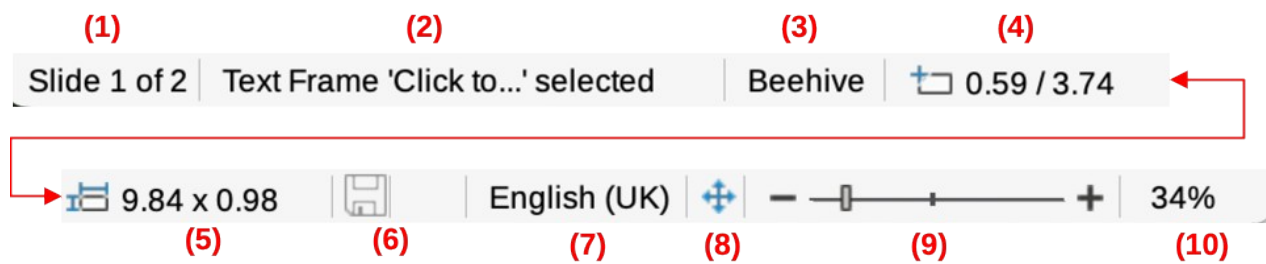 (1) (2) (3) (4)
Slide 1 of 2 Text Frame 'Click to...' selected Beehive 0.59 / 3.74
9.84 x 0.98 English (UK) 34%
(5) (6) (7) (8) (9) (10)